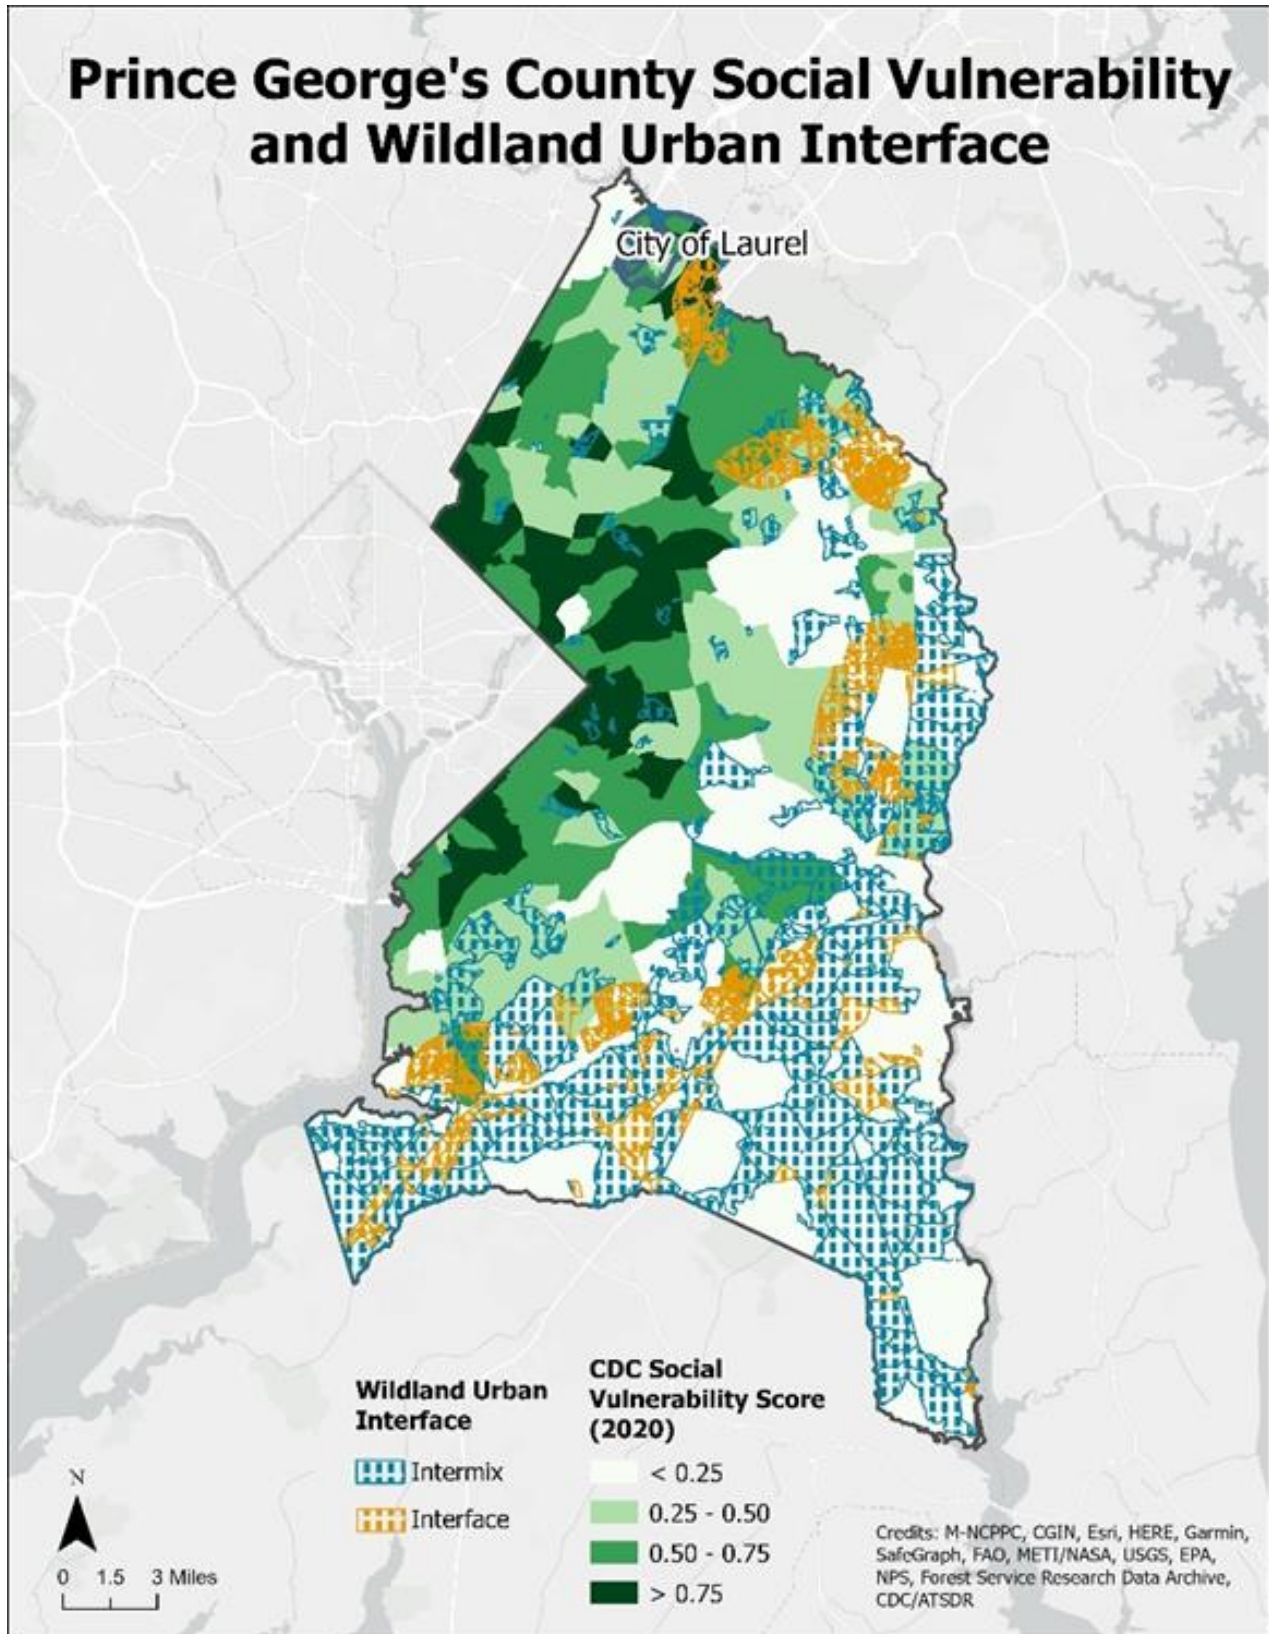 Prince George's County Social Vulnerability
and Wildland Urban Interface
City of Laurel
Wildland Urban
Interface
Intermix
Interface
CDC Social
Vulnerability Score
(2020)
< 0.25
0.25 - 0.50
0.50 - 0.75
> 0.75
N
0 1.5 3 Miles
Credits: M-NCPPC, CGIN, Esri, HERE, Garmin,
SafeGraph, FAO, METI/NASA, USGS, EPA,
NPS, Forest Service Research Data Archive,
CDC/ATSDR